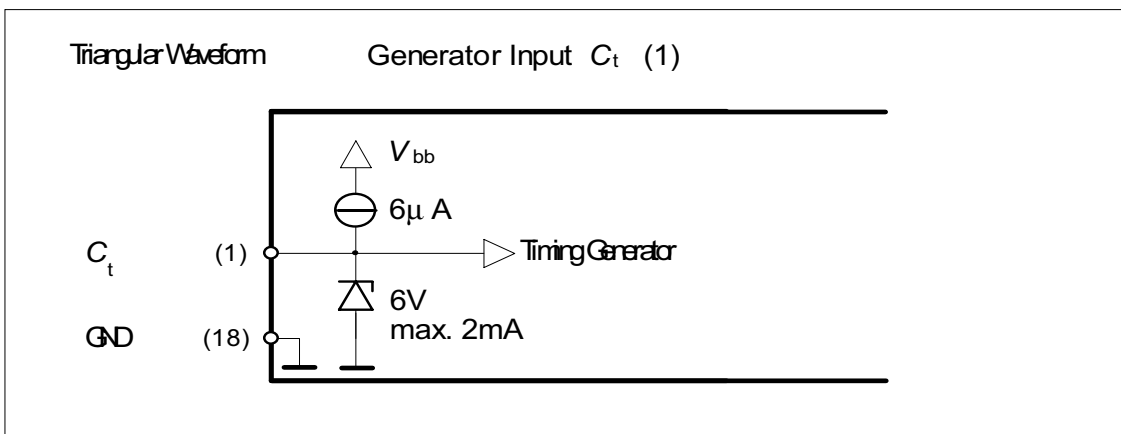 Triangular Waveform Generator Input Ct (1)
Vbb
6μ A
Ct (1)
Timing Generator
6V
max. 2mA
GND (18)